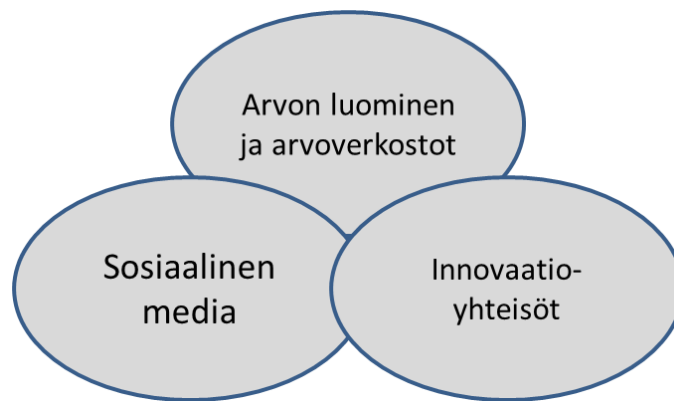 Arvon luominen
ja arvoverkostot
Sosiaalinen
media
Innovaatio-
yhteisöt